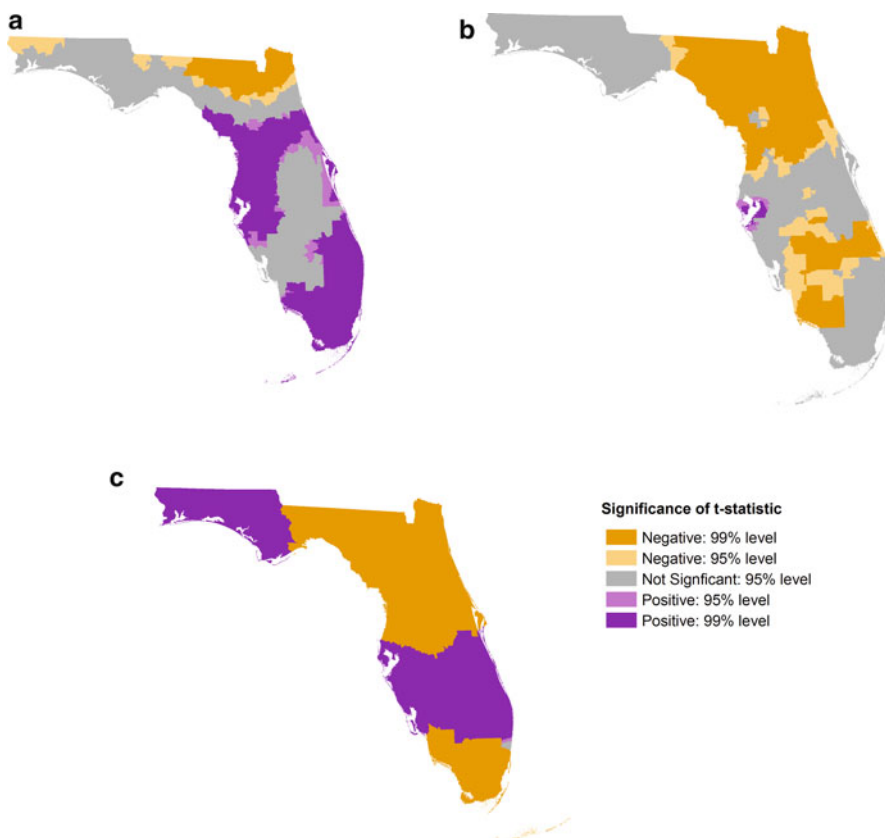 a
b
c
Significance of t-statistic
Negative: 99% level
Negative: 95% level
Not Signficant: 95% level
Positive: 95% level
Positive: 99% level